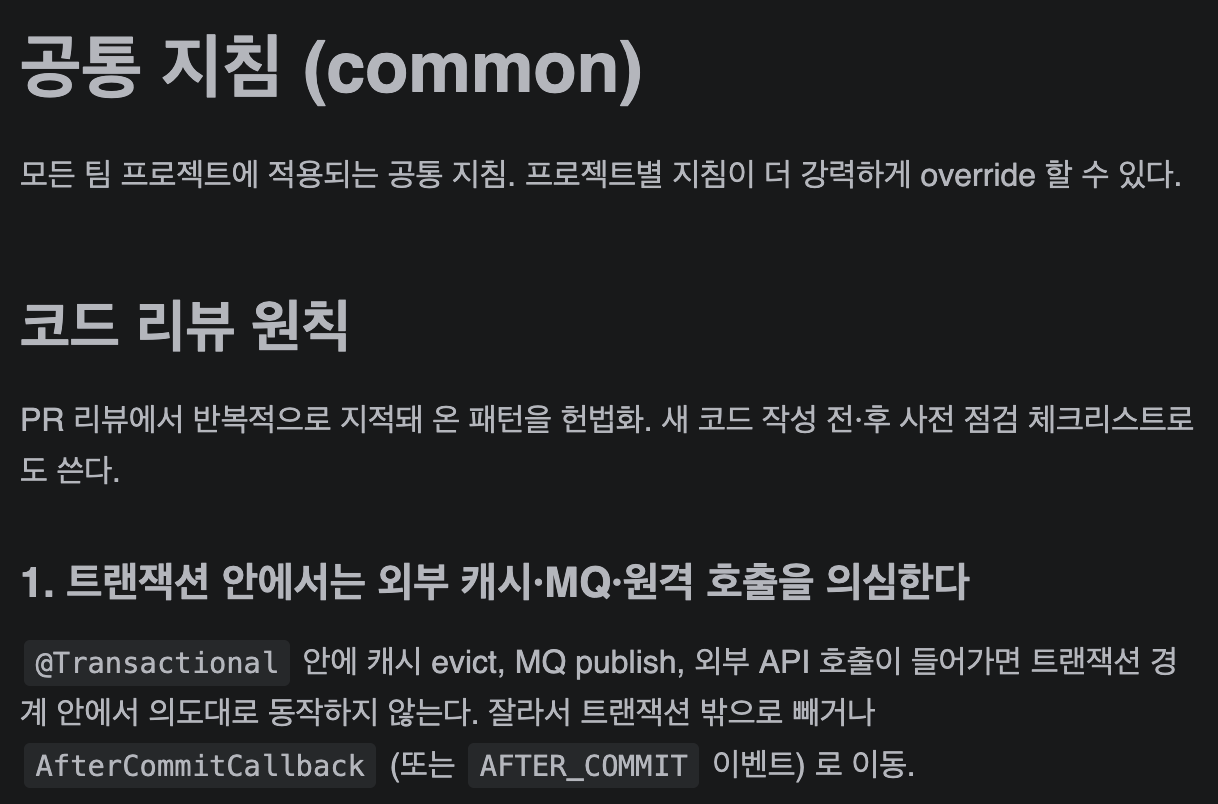 공통 지침 (common)
모든 팀 프로젝트에 적용되는 공통 지침. 프로젝트별 지침이 더 강력하게 override 할 수 있다.
코드 리뷰 원칙
PR 리뷰에서 반복적으로 지적돼 온 패턴을 헌법화. 새 코드 작성 전·후 사전 점검 체크리스트로
도 쓴다.
1. 트랜잭션 안에서는 외부 캐시·MQ·원격 호출을 의심한다
@Transactional 안에 캐시 evict, MQ publish, 외부 API 호출이 들어가면 트랜잭션 경
계 안에서 의도대로 동작하지 않는다. 잘라서 트랜잭션 밖으로 빼거나
AfterCommitCallback (또는 AFTER_COMMIT 이벤트) 로 이동.